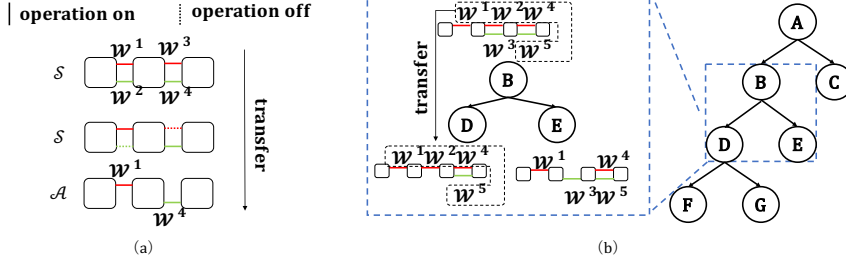 operation on
operation off
𝒲¹ 𝒲³
𝒮
𝒲² 𝒲⁴
𝒮
𝒲¹
𝒜
𝒲⁴
transfer
(a)
𝒲¹ 𝒲² 𝒲⁴
𝒲³ 𝒲⁵
transfer
B
D E
𝒲¹ 𝒲² 𝒲⁴
𝒲⁵
𝒲¹ 𝒲⁴
𝒲³ 𝒲⁵
(b)
A
B C
D E
F G